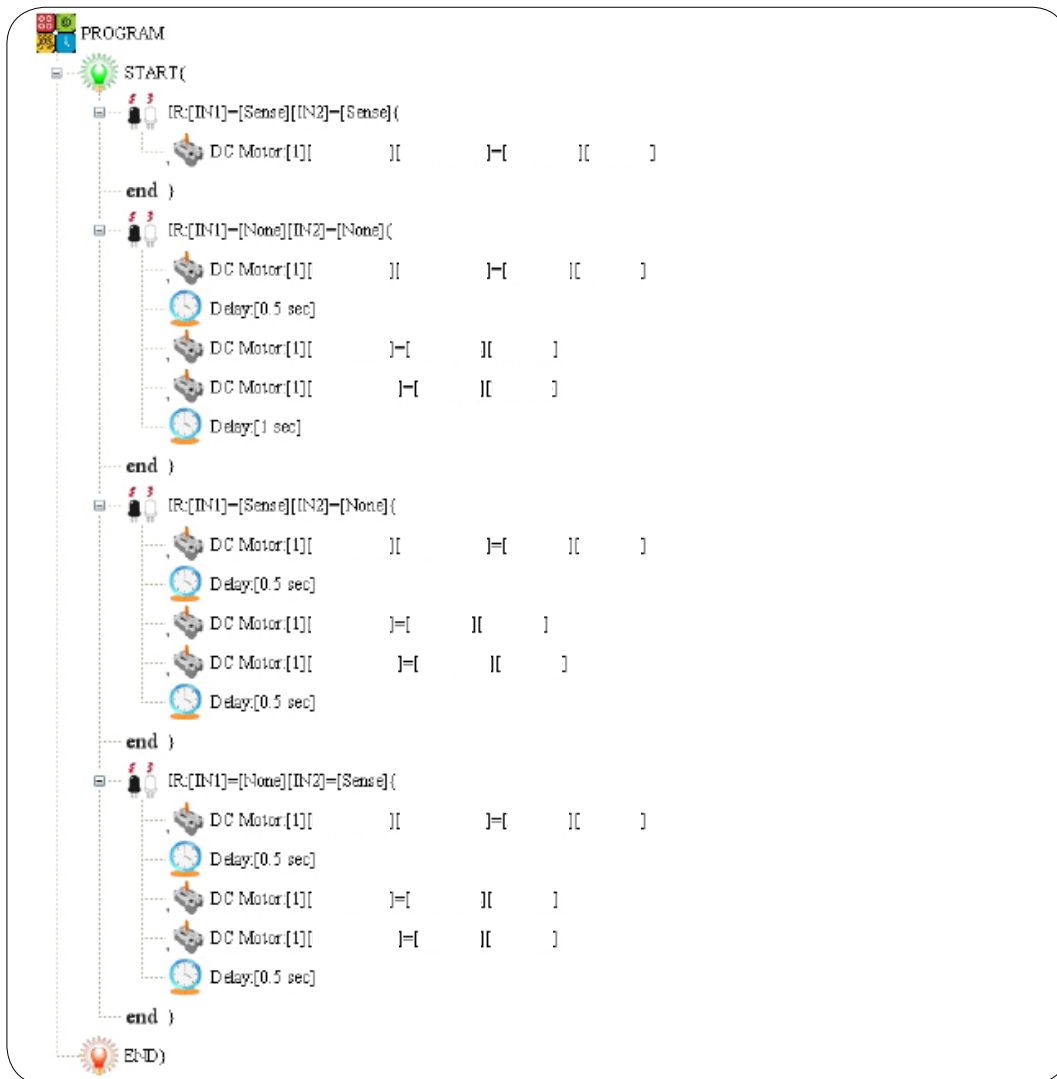 PROGRAM
START{
IR:[IN1]=[Sense][IN2]=[Sense]{
DC Motor:[1][ ][ ]=[ ][ ]
end }
IR:[IN1]=[None][IN2]=[None]{
DC Motor:[1][ ][ ]=[ ][ ]
Delay:[0.5 sec]
DC Motor:[1][ ]=[ ][ ]
DC Motor:[1][ ]=[ ][ ]
Delay:[1 sec]
end }
IR:[IN1]=[Sense][IN2]=[None]{
DC Motor:[1][ ][ ]=[ ][ ]
Delay:[0.5 sec]
DC Motor:[1][ ]=[ ][ ]
DC Motor:[1][ ]=[ ][ ]
Delay:[0.5 sec]
end }
IR:[IN1]=[None][IN2]=[Sense]{
DC Motor:[1][ ][ ]=[ ][ ]
Delay:[0.5 sec]
DC Motor:[1][ ]=[ ][ ]
DC Motor:[1][ ]=[ ][ ]
Delay:[0.5 sec]
end }
END}